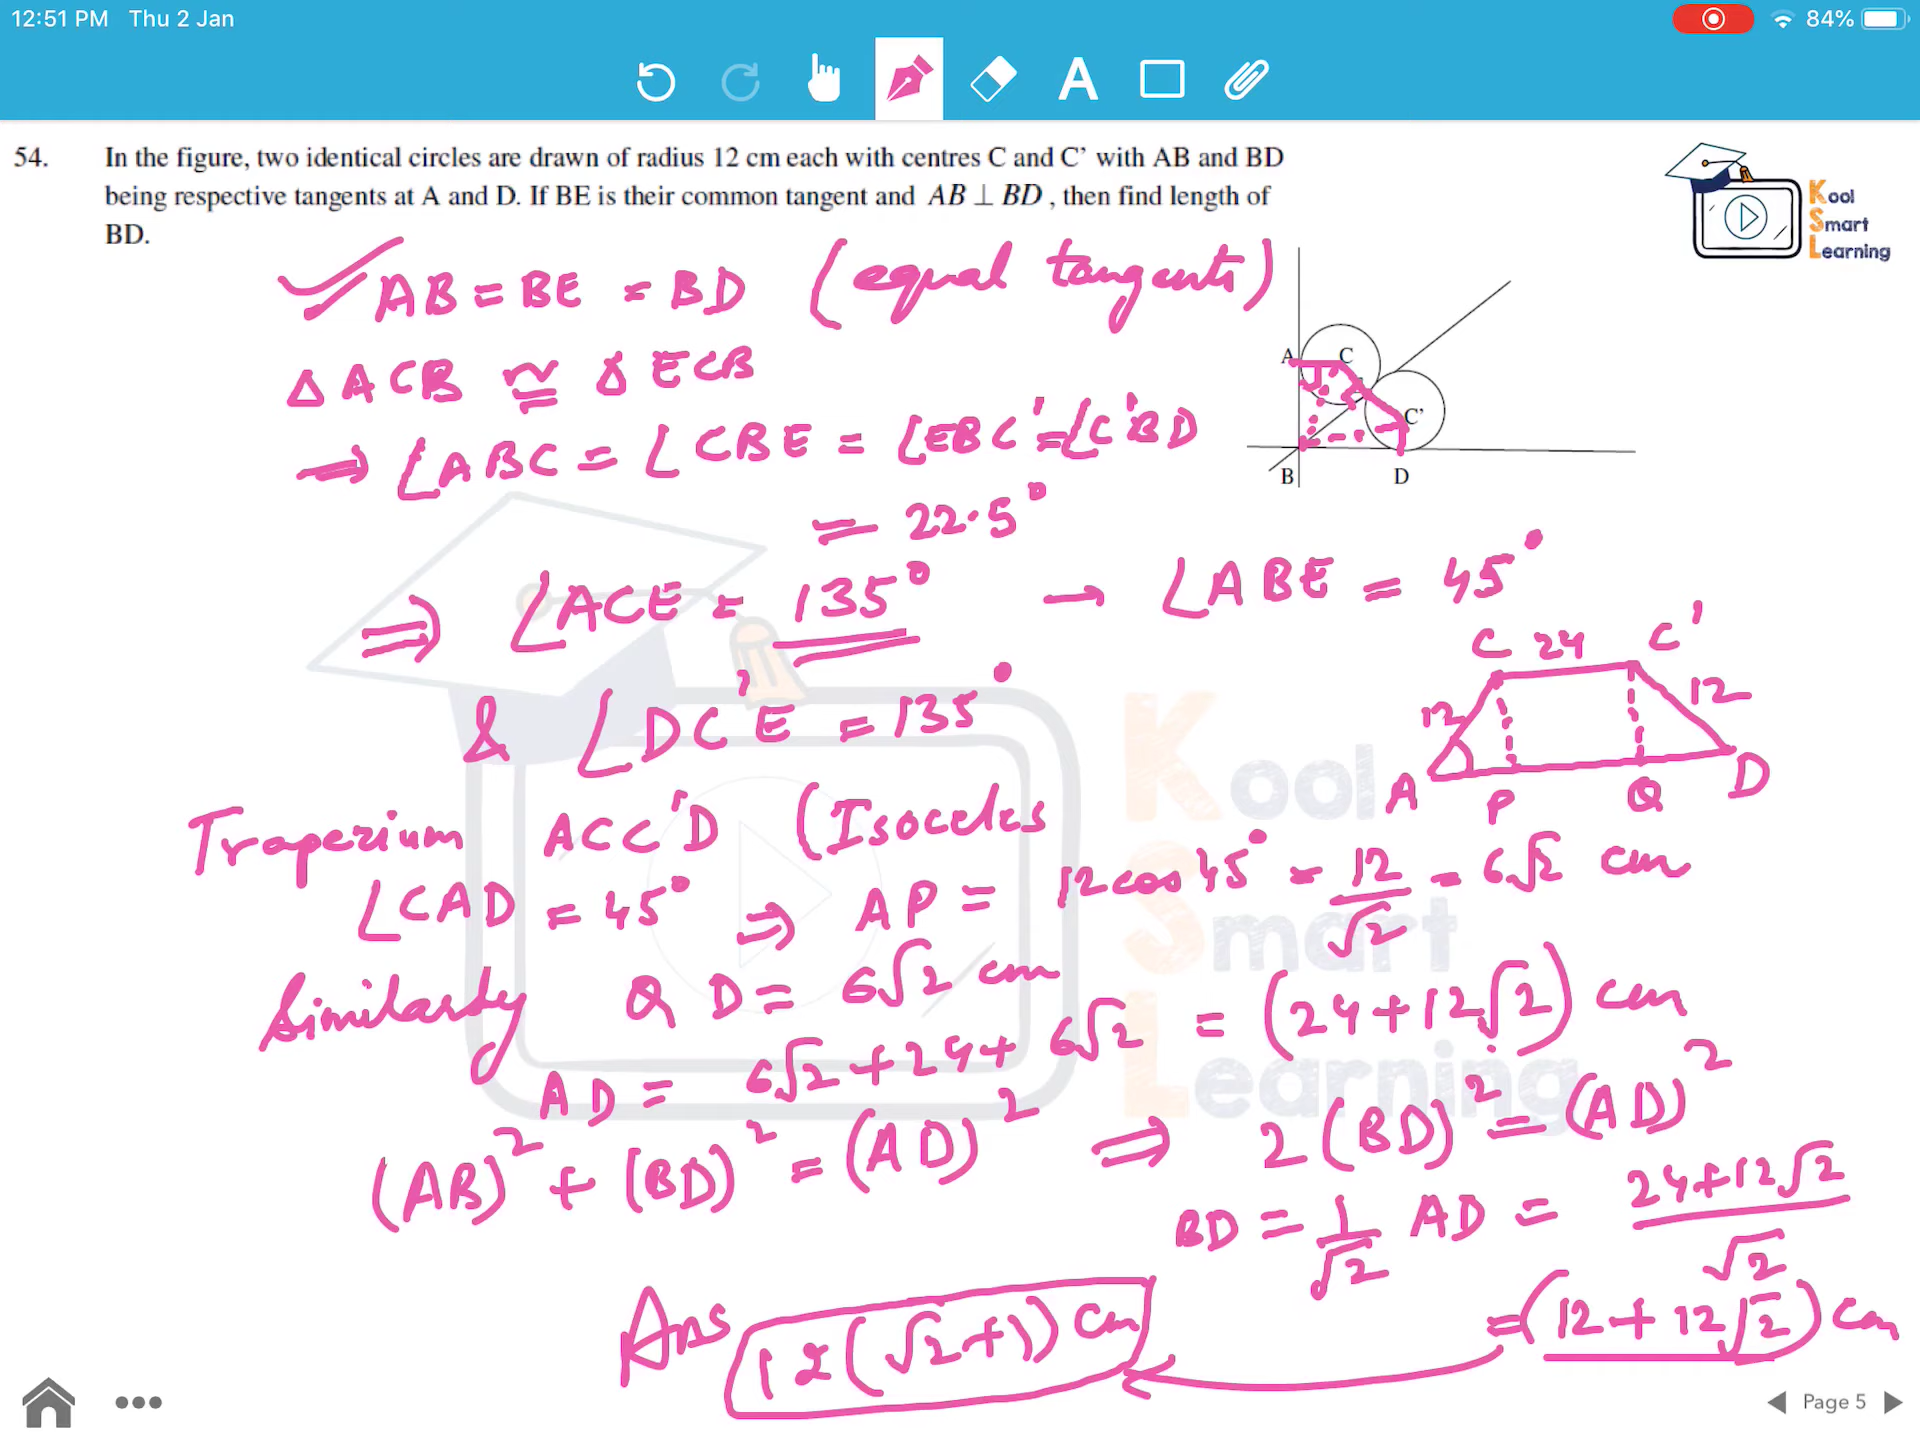 12:51 PM Thu 2 Jan
84%
A
54. In the figure, two identical circles are drawn of radius 12 cm each with centres C and C' with AB and BD
being respective tangents at A and D. If BE is their common tangent and AB ⊥ BD , then find length of
BD.
Kool
Smart
Learning
AB = BE = BD (equal tangents)
A C
C'
B D
Δ ACB ≅ Δ ECB
⇒ ∠ABC = ∠CBE = ∠EBC' = ∠C'BD
= 22.5°
⇒ ∠ACE = 135° → ∠ABE = 45°
& ∠DC'E = 135°
C 24 C'
12 12
A P Q D
Trapezium ACC'D (Isoceles
∠CAD = 45° ⇒ AP = 12cos45° = 12/√2 = 6√2 cm
Similarly QD = 6√2 cm
AD = 6√2 + 24 + 6√2 = (24+12√2) cm
(AB)² + (BD)² = (AD)² ⇒ 2(BD)² = (AD)²
BD = 1/√2 AD = 24+12√2/√2
= (12 + 12√2) cm
Ans 12(√2+1) cm
Kool
Smart
Learning
Page 5